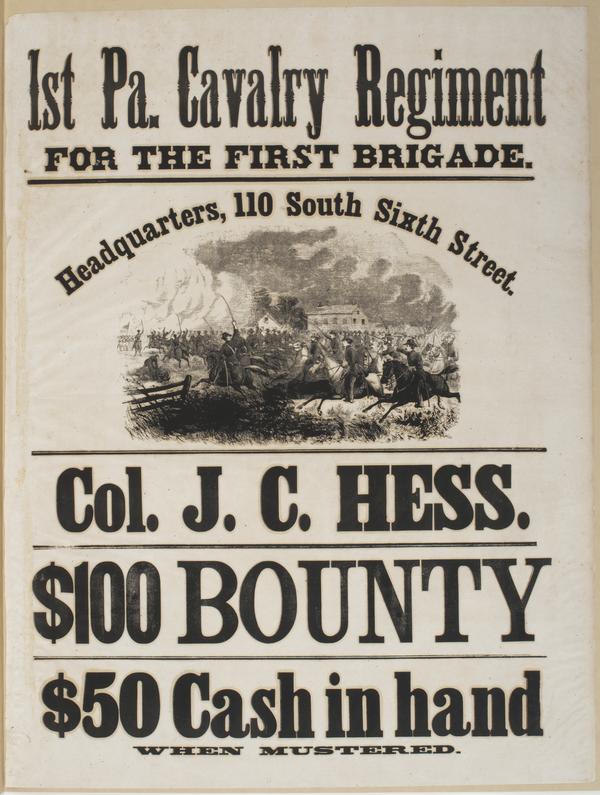 1st Pa. Cavalry Regiment
FOR THE FIRST BRIGADE.
Headquarters, 110 South Sixth Street.
Col. J. C. HESS.
$100 BOUNTY
$50 Cash in hand
WHEN MUSTERED.